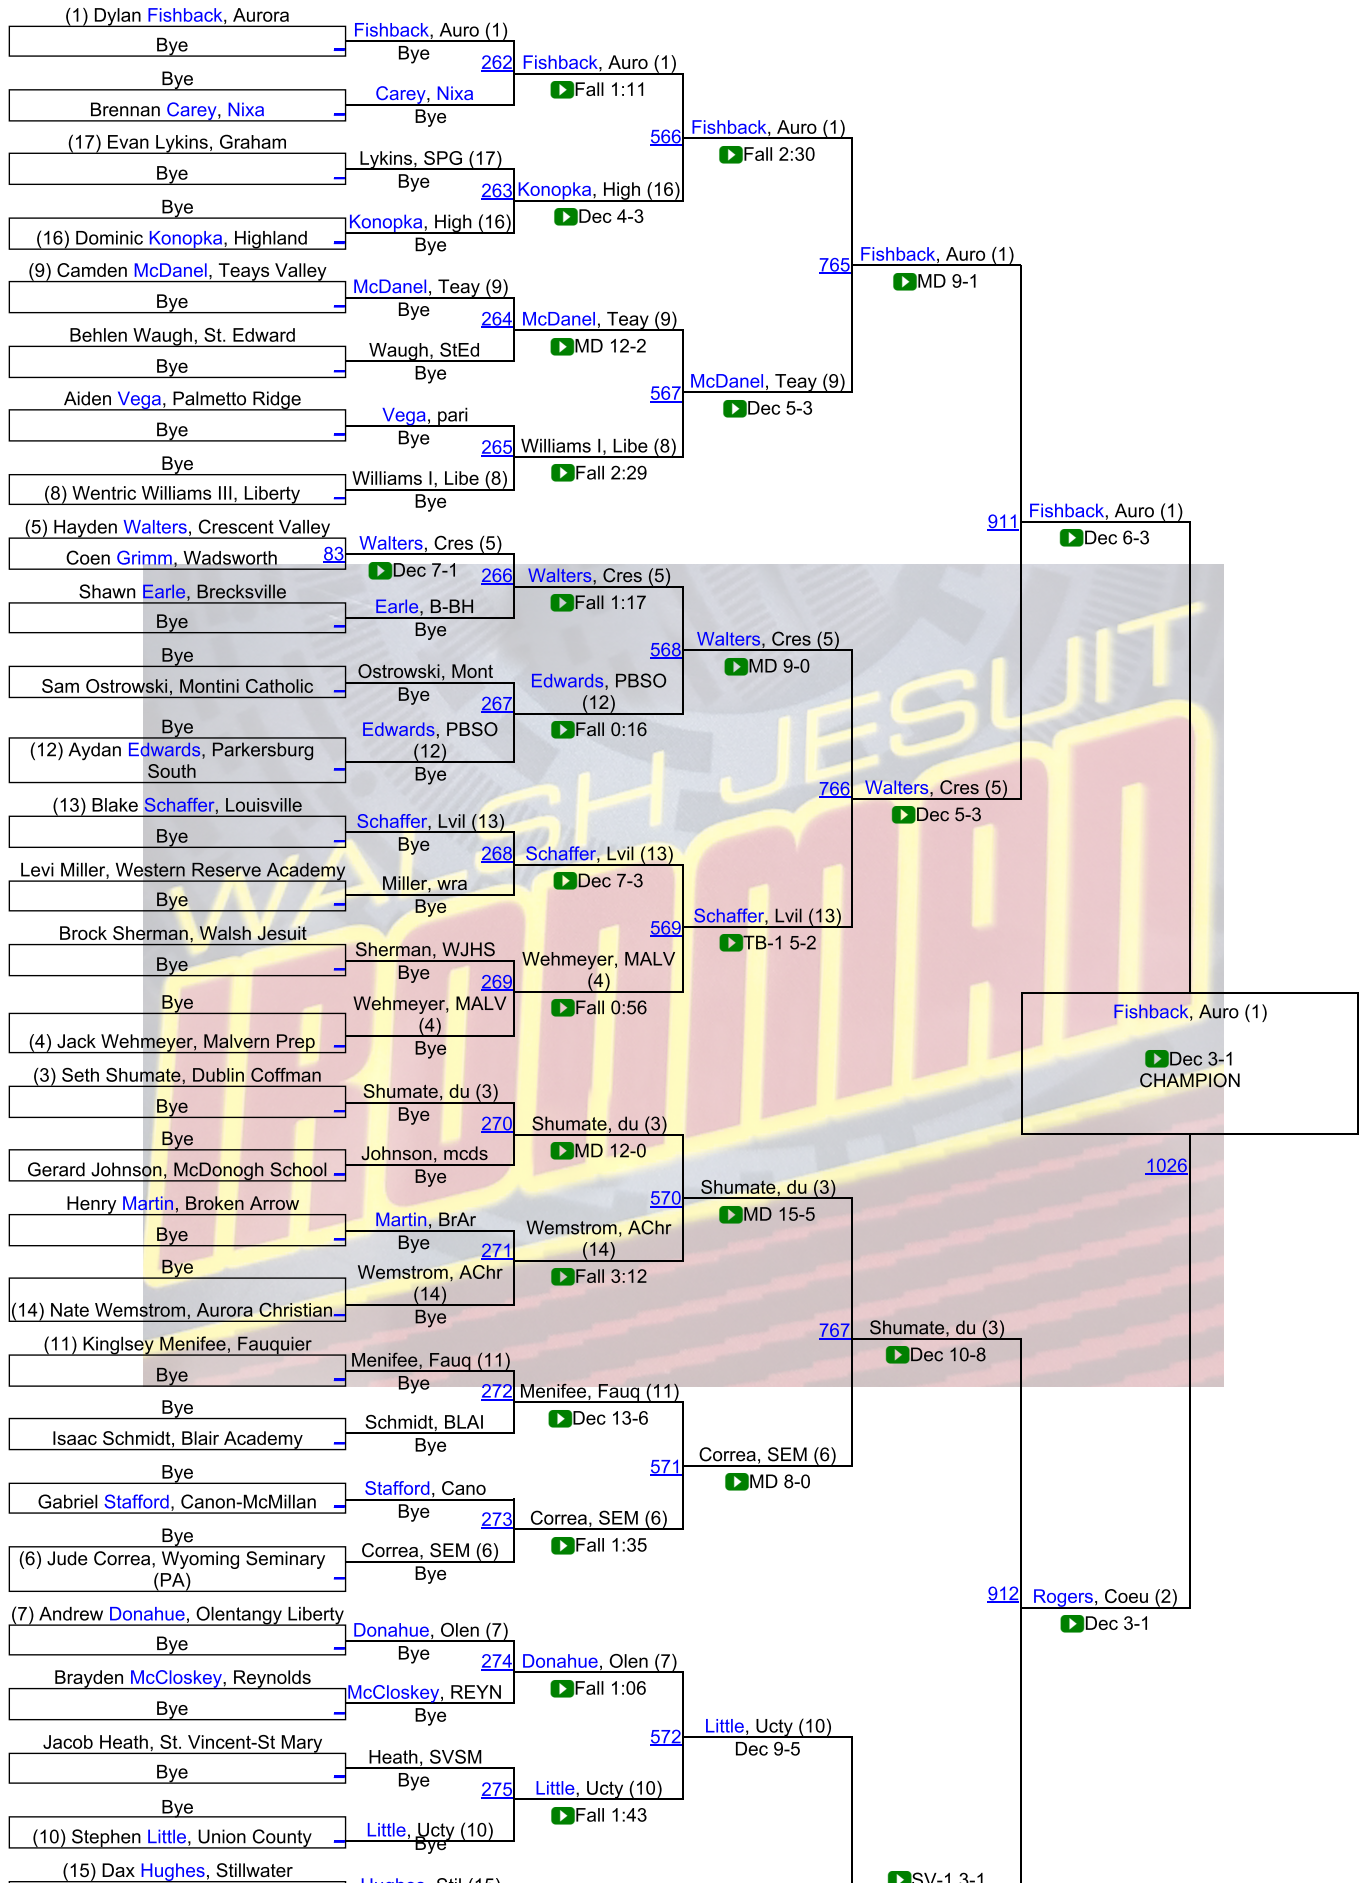 (1) Dylan Fishback, Aurora
Bye
Bye
Brennan Carey, Nixa
(17) Evan Lykins, Graham
Bye
Bye
(16) Dominic Konopka, Highland
(9) Camden McDanel, Teays Valley
Bye
Behlen Waugh, St. Edward
Bye
Aiden Vega, Palmetto Ridge
Bye
Bye
(8) Wentric Williams III, Liberty
(5) Hayden Walters, Crescent Valley
Coen Grimm, Wadsworth
83
Shawn Earle, Brecksville
Bye
Bye
Sam Ostrowski, Montini Catholic
Bye
(12) Aydan Edwards, Parkersburg
South
(13) Blake Schaffer, Louisville
Bye
Levi Miller, Western Reserve Academy
Bye
Brock Sherman, Walsh Jesuit
Bye
Bye
(4) Jack Wehmeyer, Malvern Prep
(3) Seth Shumate, Dublin Coffman
Bye
Bye
Gerard Johnson, McDonogh School
Henry Martin, Broken Arrow
Bye
Bye
(14) Nate Wemstrom, Aurora Christian
(11) Kinglsey Menifee, Fauquier
Bye
Bye
Isaac Schmidt, Blair Academy
Bye
Gabriel Stafford, Canon-McMillan
Bye
(6) Jude Correa, Wyoming Seminary
(PA)
(7) Andrew Donahue, Olentangy Liberty
Bye
Brayden McCloskey, Reynolds
Bye
Jacob Heath, St. Vincent-St Mary
Bye
Bye
(10) Stephen Little, Union County
(15) Dax Hughes, Stillwater
Fishback, Auro (1)
Bye
262
Carey, Nixa
Bye
Lykins, SPG (17)
Bye
263
Konopka, High (16)
Bye
McDanel, Teay (9)
Bye
264
Waugh, StEd
Bye
Vega, pari
Bye
265
Williams I, Libe (8)
Bye
Walters, Cres (5)
Dec 7-1
266
Earle, B-BH
Bye
Ostrowski, Mont
Bye
267
Edwards, PBSO
(12)
Bye
Schaffer, Lvil (13)
Bye
268
Miller, wra
Bye
Sherman, WJHS
Bye
269
Wehmeyer, MALV
(4)
Bye
Shumate, du (3)
Bye
270
Johnson, mcds
Bye
Martin, BrAr
Bye
271
Wemstrom, AChr
(14)
Bye
Menifee, Fauq (11)
Bye
272
Schmidt, BLAI
Bye
Stafford, Cano
Bye
273
Correa, SEM (6)
Bye
Donahue, Olen (7)
Bye
274
McCloskey, REYN
Bye
Heath, SVSM
Bye
275
Little, Ucty (10)
Bye
Hughes, Stil (15)
Fishback, Auro (1)
Fall 1:11
566
Konopka, High (16)
Dec 4-3
McDanel, Teay (9)
MD 12-2
567
Williams I, Libe (8)
Fall 2:29
Walters, Cres (5)
Fall 1:17
568
Edwards, PBSO
(12)
Fall 0:16
Schaffer, Lvil (13)
Dec 7-3
569
Wehmeyer, MALV
(4)
Fall 0:56
Shumate, du (3)
MD 12-0
570
Wemstrom, AChr
(14)
Fall 3:12
Menifee, Fauq (11)
Dec 13-6
571
Correa, SEM (6)
Fall 1:35
Donahue, Olen (7)
Fall 1:06
572
Little, Ucty (10)
Fall 1:43
Fishback, Auro (1)
Fall 2:30
765
McDanel, Teay (9)
Dec 5-3
Walters, Cres (5)
MD 9-0
766
Schaffer, Lvil (13)
TB-1 5-2
Shumate, du (3)
MD 15-5
767
Correa, SEM (6)
MD 8-0
Little, Ucty (10)
Dec 9-5
Fishback, Auro (1)
MD 9-1
911
Walters, Cres (5)
Dec 5-3
Shumate, du (3)
Dec 10-8
912
SV-1 3-1
Fishback, Auro (1)
Dec 6-3
Rogers, Coeu (2)
Dec 3-1
Fishback, Auro (1)
Dec 3-1
CHAMPION
1026
WALSH JESUIT
IRONMAN